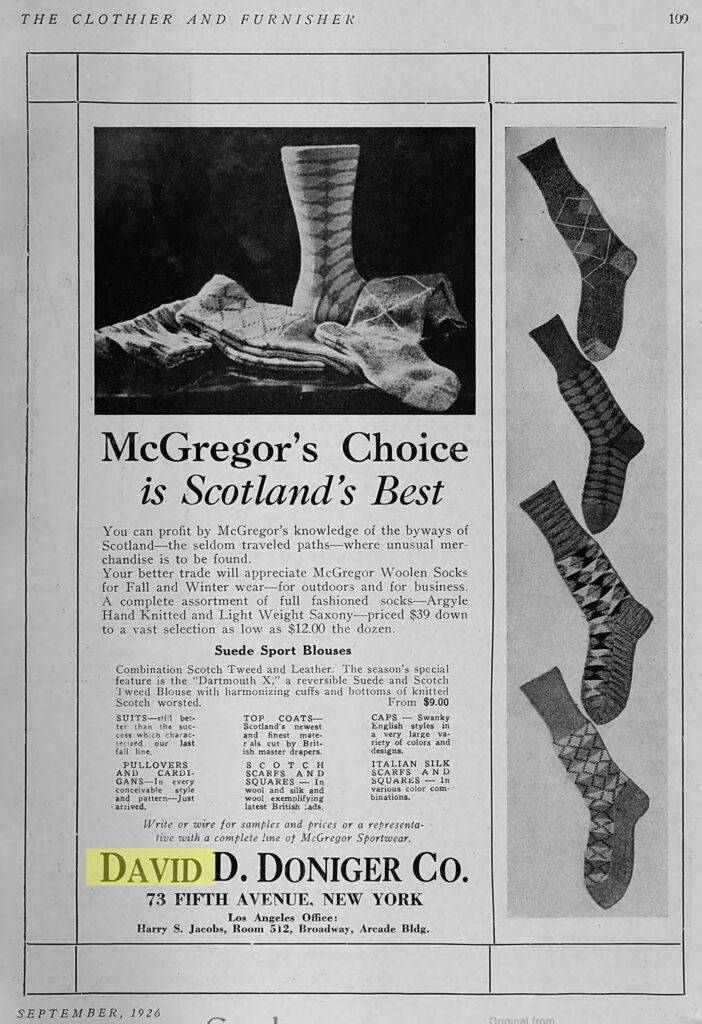 THE CLOTHIER AND FURNISHER
109
McGregor's Choice
is Scotland's Best
You can profit by McGregor's knowledge of the byways of
Scotland—the seldom traveled paths—where unusual mer-
chandise is to be found.
Your better trade will appreciate McGregor Woolen Socks
for Fall and Winter wear—for outdoors and for business.
A complete assortment of full fashioned socks—Argyle
Hand Knitted and Light Weight Saxony—priced $39 down
to a vast selection as low as $12.00 the dozen.
Suede Sport Blouses
Combination Scotch Tweed and Leather. The season's special
feature is the "Dartmouth X," a reversible Suede and Scotch
Tweed Blouse with harmonizing cuffs and bottoms of knitted
Scotch worsted. From $9.00
SUITS—still bet-
ter than the suc-
cess which charac-
terized our last
fall line.
TOP COATS—
Scotland's newest
and finest mate-
rials cut by Brit-
ish master drapers.
CAPS — Swanky
English styles in
a very large va-
riety of colors and
designs.
PULLOVERS
AND CARDI-
GANS—In every
conceivable style
and pattern—Just
arrived.
SCOTCH
SCARFS AND
SQUARES — In
wool and silk and
wool exemplifying
latest British fads.
ITALIAN SILK
SCARFS AND
SQUARES — In
various color com-
binations.
Write or wire for samples and prices or a representa-
tive with a complete line of McGregor Sportwear.
DAVID D. DONIGER CO.
73 FIFTH AVENUE, NEW YORK
Los Angeles Office:
Harry S. Jacobs, Room 512, Broadway, Arcade Bldg.
SEPTEMBER, 1926
Original from